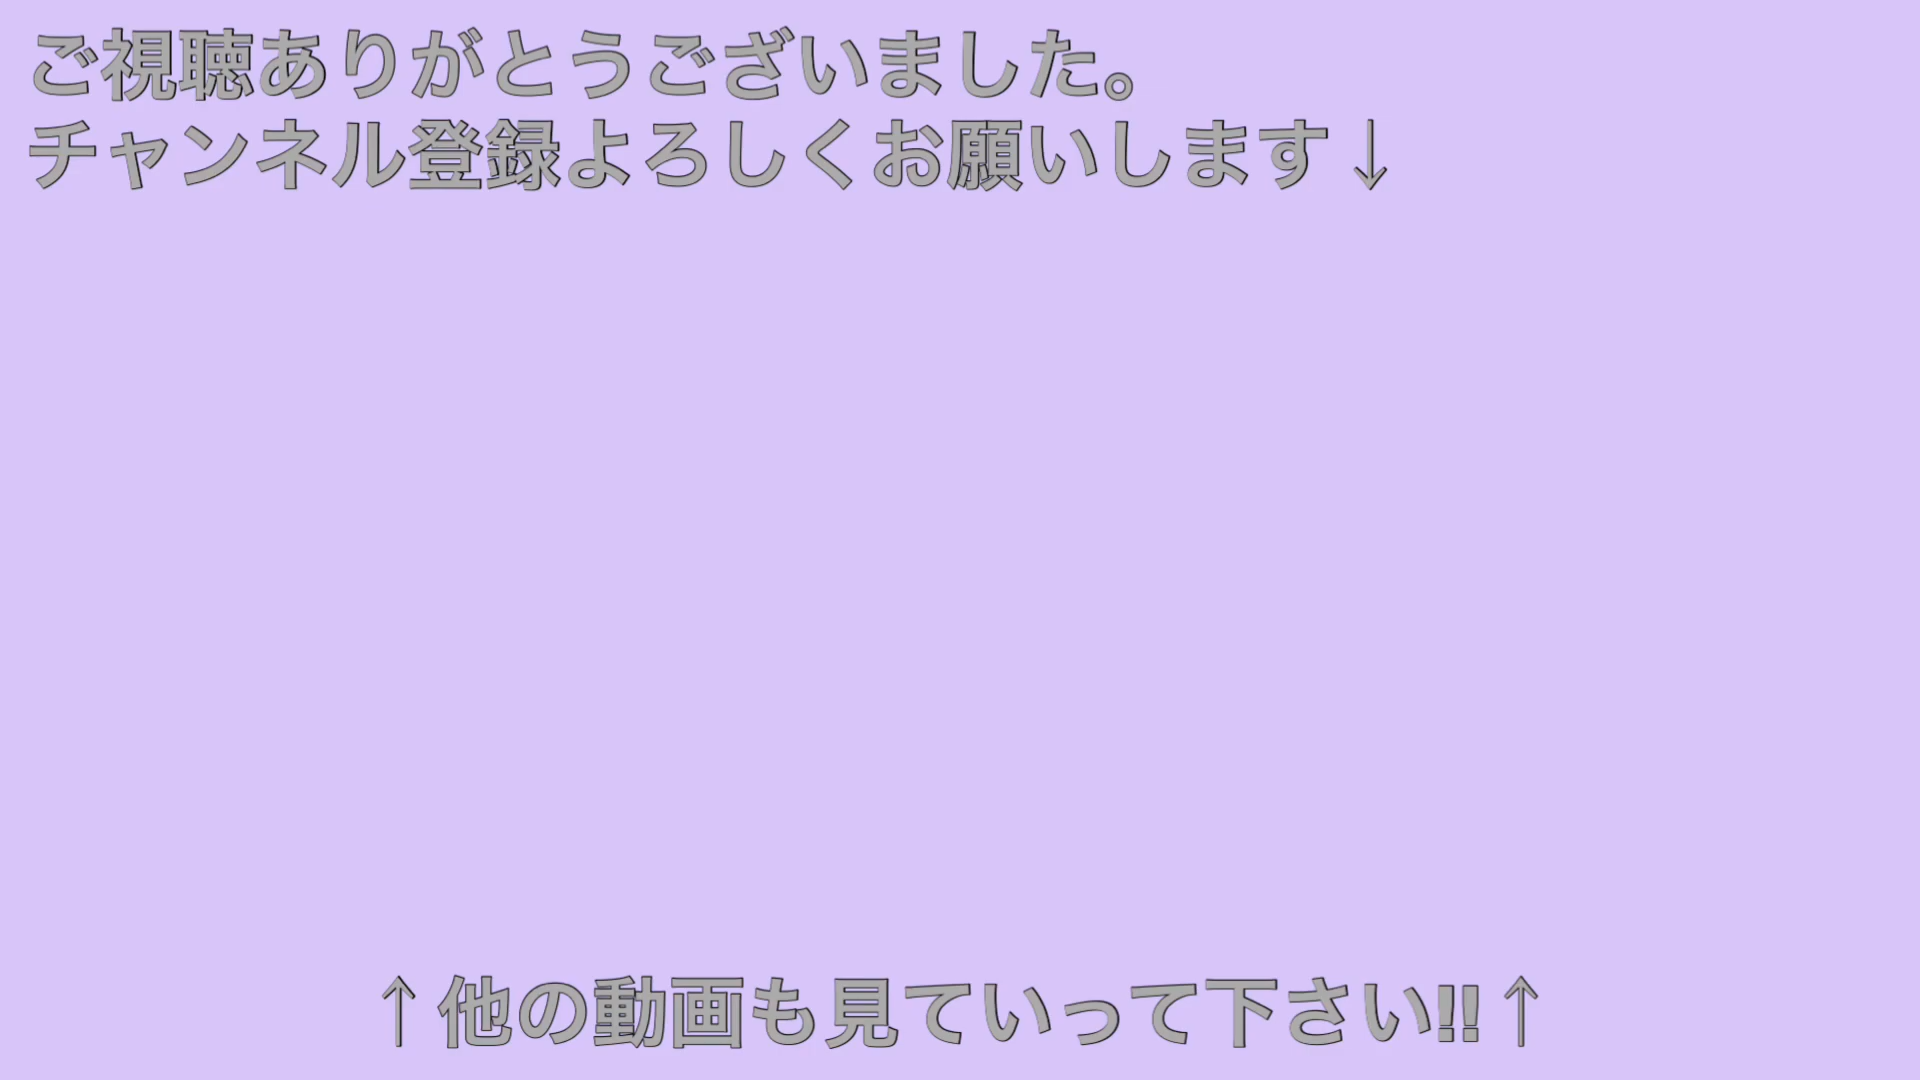 ご視聴ありがとうございました。
チャンネル登録よろしくお願いします↓
↑他の動画も見ていって下さい!!↑